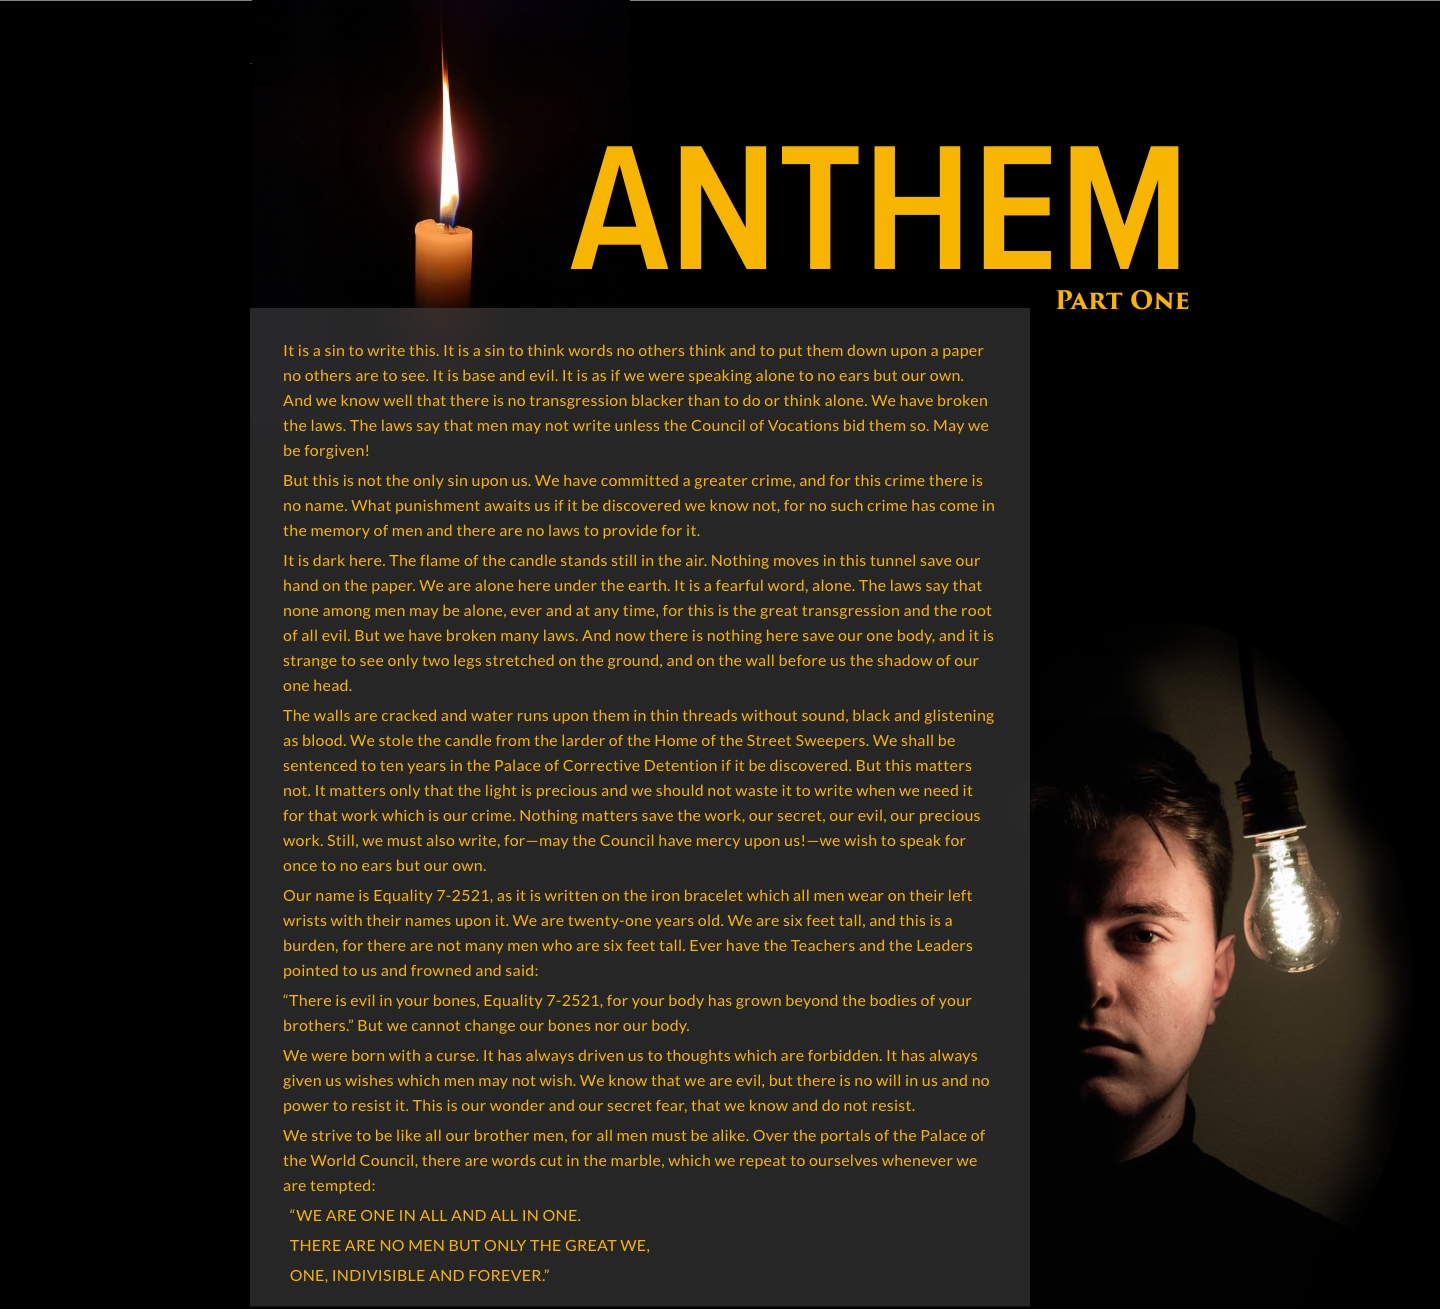 ANTHEM
PART ONE
It is a sin to write this. It is a sin to think words no others think and to put them down upon a paper
no others are to see. It is base and evil. It is as if we were speaking alone to no ears but our own.
And we know well that there is no transgression blacker than to do or think alone. We have broken
the laws. The laws say that men may not write unless the Council of Vocations bid them so. May we
be forgiven!
But this is not the only sin upon us. We have committed a greater crime, and for this crime there is
no name. What punishment awaits us if it be discovered we know not, for no such crime has come in
the memory of men and there are no laws to provide for it.
It is dark here. The flame of the candle stands still in the air. Nothing moves in this tunnel save our
hand on the paper. We are alone here under the earth. It is a fearful word, alone. The laws say that
none among men may be alone, ever and at any time, for this is the great transgression and the root
of all evil. But we have broken many laws. And now there is nothing here save our one body, and it is
strange to see only two legs stretched on the ground, and on the wall before us the shadow of our
one head.
The walls are cracked and water runs upon them in thin threads without sound, black and glistening
as blood. We stole the candle from the larder of the Home of the Street Sweepers. We shall be
sentenced to ten years in the Palace of Corrective Detention if it be discovered. But this matters
not. It matters only that the light is precious and we should not waste it to write when we need it
for that work which is our crime. Nothing matters save the work, our secret, our evil, our precious
work. Still, we must also write, for—may the Council have mercy upon us!—we wish to speak for
once to no ears but our own.
Our name is Equality 7-2521, as it is written on the iron bracelet which all men wear on their left
wrists with their names upon it. We are twenty-one years old. We are six feet tall, and this is a
burden, for there are not many men who are six feet tall. Ever have the Teachers and the Leaders
pointed to us and frowned and said:
“There is evil in your bones, Equality 7-2521, for your body has grown beyond the bodies of your
brothers.” But we cannot change our bones nor our body.
We were born with a curse. It has always driven us to thoughts which are forbidden. It has always
given us wishes which men may not wish. We know that we are evil, but there is no will in us and no
power to resist it. This is our wonder and our secret fear, that we know and do not resist.
We strive to be like all our brother men, for all men must be alike. Over the portals of the Palace of
the World Council, there are words cut in the marble, which we repeat to ourselves whenever we
are tempted:
“WE ARE ONE IN ALL AND ALL IN ONE.
THERE ARE NO MEN BUT ONLY THE GREAT WE,
ONE, INDIVISIBLE AND FOREVER.”